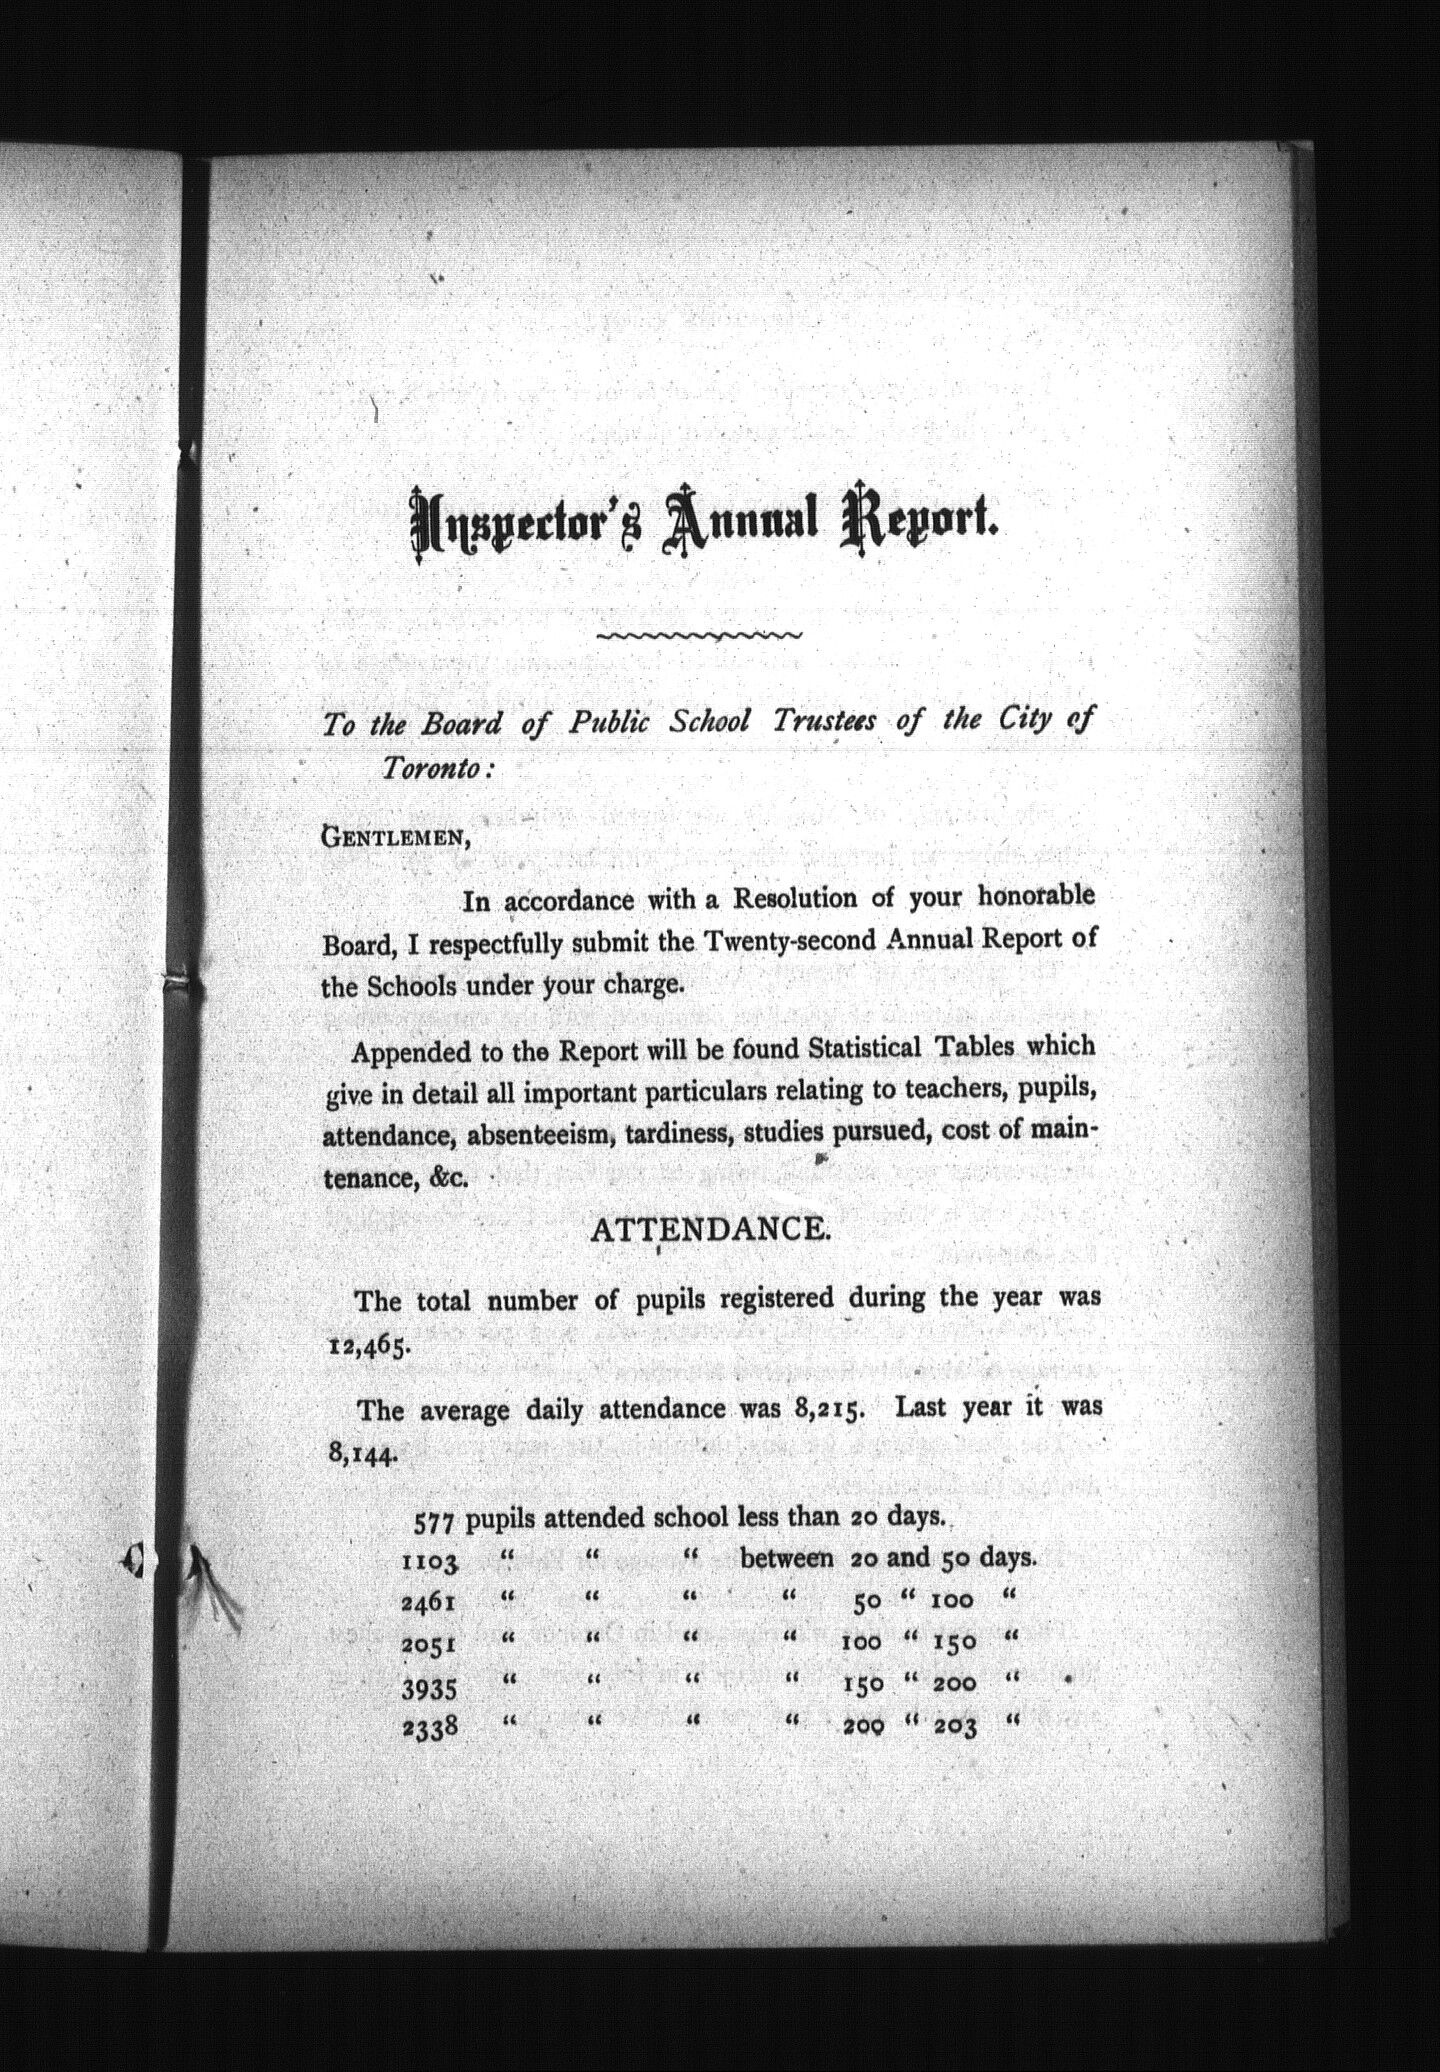 Inspector's Annual Report.
To the Board of Public School Trustees of the City of
Toronto:
GENTLEMEN,
In accordance with a Resolution of your honorable
Board, I respectfully submit the Twenty-second Annual Report of
the Schools under your charge.
Appended to the Report will be found Statistical Tables which
give in detail all important particulars relating to teachers, pupils,
attendance, absenteeism, tardiness, studies pursued, cost of main-
tenance, &c.
ATTENDANCE.
The total number of pupils registered during the year was
12,465.
The average daily attendance was 8,215. Last year it was
8,144.
577 pupils attended school less than 20 days.
1103 “ “ “ between 20 and 50 days.
2461 “ “ “ “ 50 “ 100 “
2051 “ “ “ “ 100 “ 150 “
3935 “ “ “ “ 150 “ 200 “
2338 “ “ “ “ 200 “ 203 “